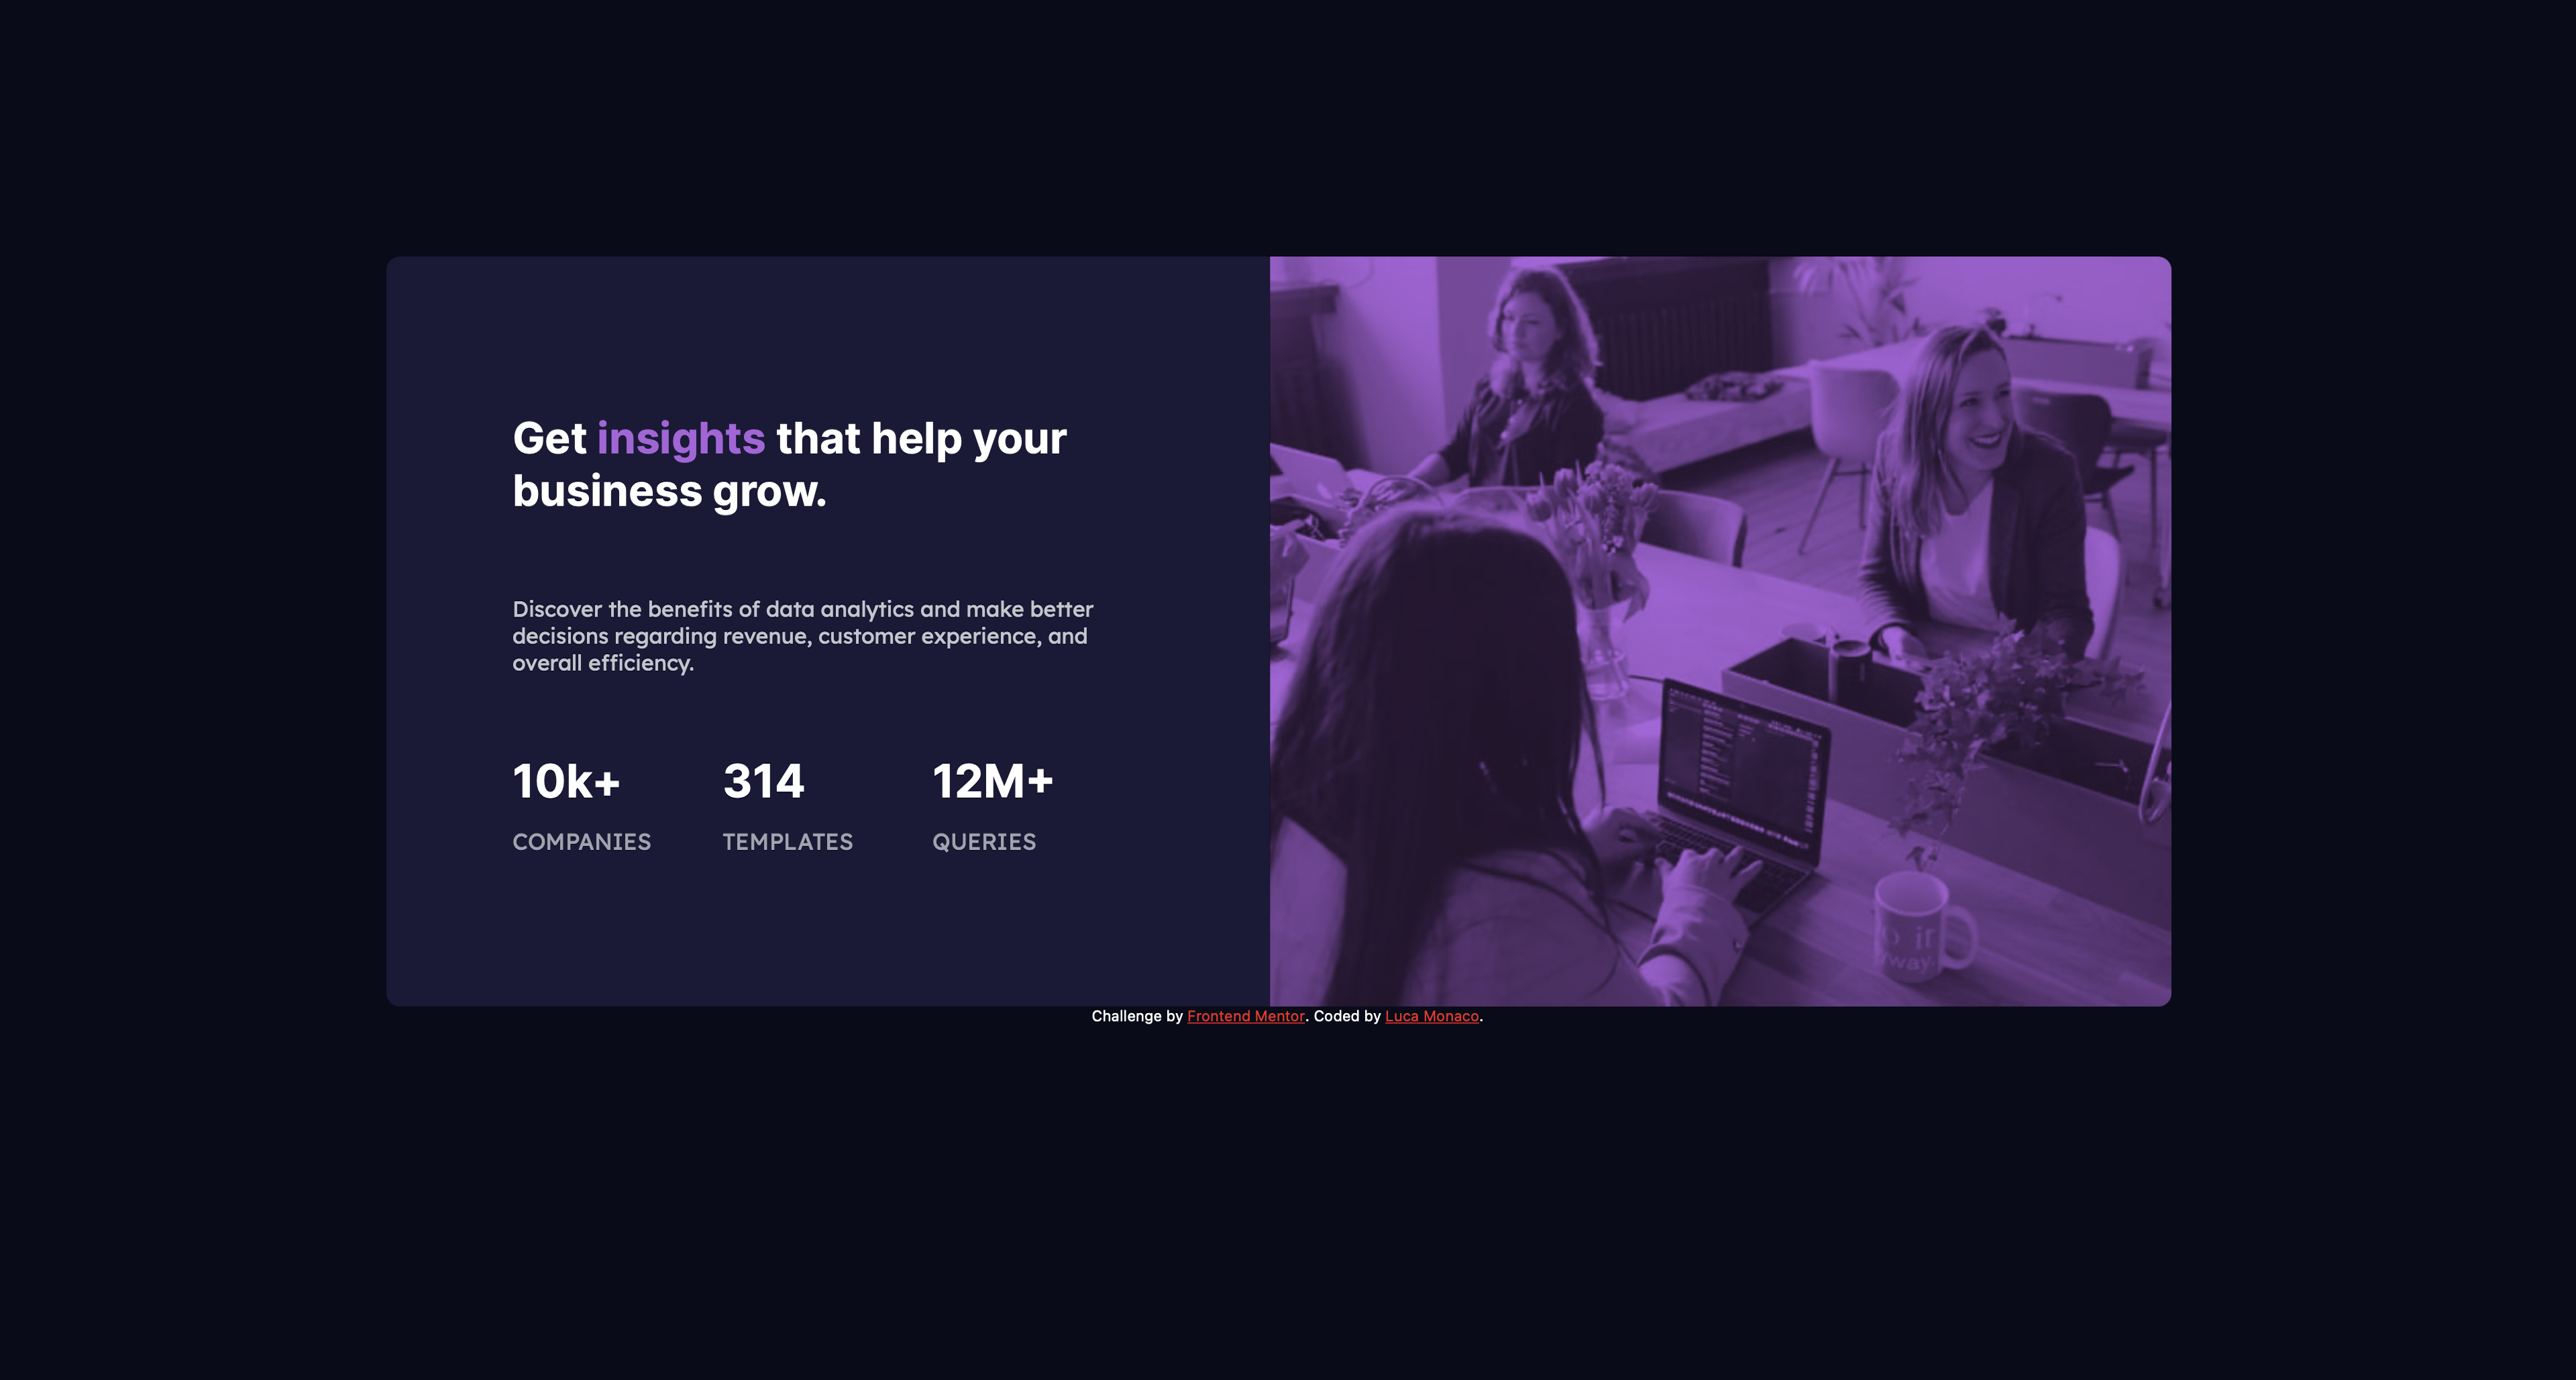 Get insights that help your
business grow.
Discover the benefits of data analytics and make better
decisions regarding revenue, customer experience, and
overall efficiency.
10k+ 314 12M+
COMPANIES TEMPLATES QUERIES
way
Challenge by Frontend Mentor. Coded by Luca Monaco.